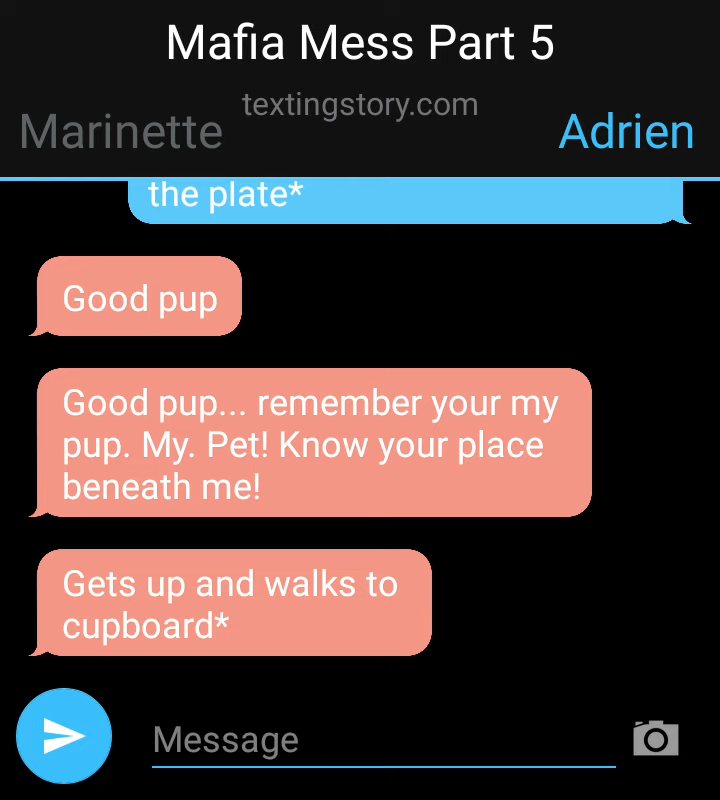 Mafia Mess Part 5
textingstory.com
Marinette
Adrien
the plate*
Good pup
Good pup... remember your my
pup. My. Pet! Know your place
beneath me!
Gets up and walks to
cupboard*
Message